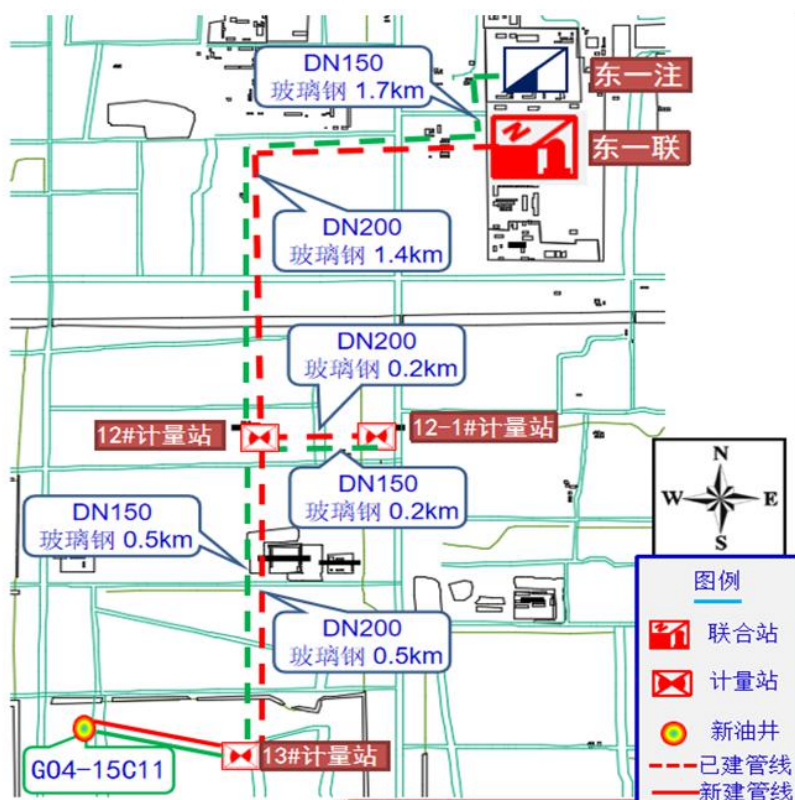 DN150
玻璃钢 1.7km
东一注
东一联
DN200
玻璃钢 1.4km
DN200
玻璃钢 0.2km
12#计量站
12-1#计量站
DN150
玻璃钢 0.2km
DN150
玻璃钢 0.5km
DN200
玻璃钢 0.5km
G04-15C11
13#计量站
N
W
E
S
图例
联合站
计量站
新油井
已建管线
新建管线